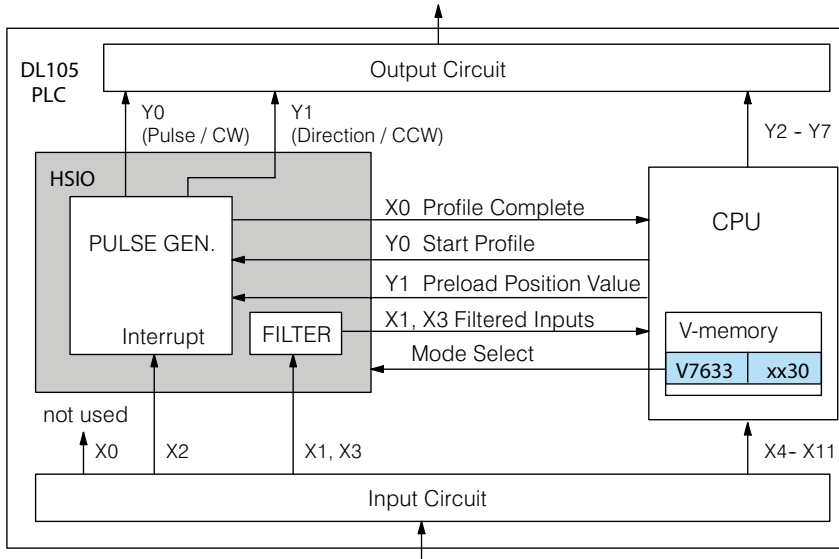 DL105
PLC
Output Circuit
Y0
(Pulse / CW)
Y1
(Direction / CCW)
Y2 - Y7
HSIO
PULSE GEN.
Interrupt
FILTER
X0 Profile Complete
Y0 Start Profile
Y1 Preload Position Value
X1, X3 Filtered Inputs
Mode Select
CPU
V-memory
V7633 xx30
not used
X0
X2
X1, X3
X4- X11
Input Circuit